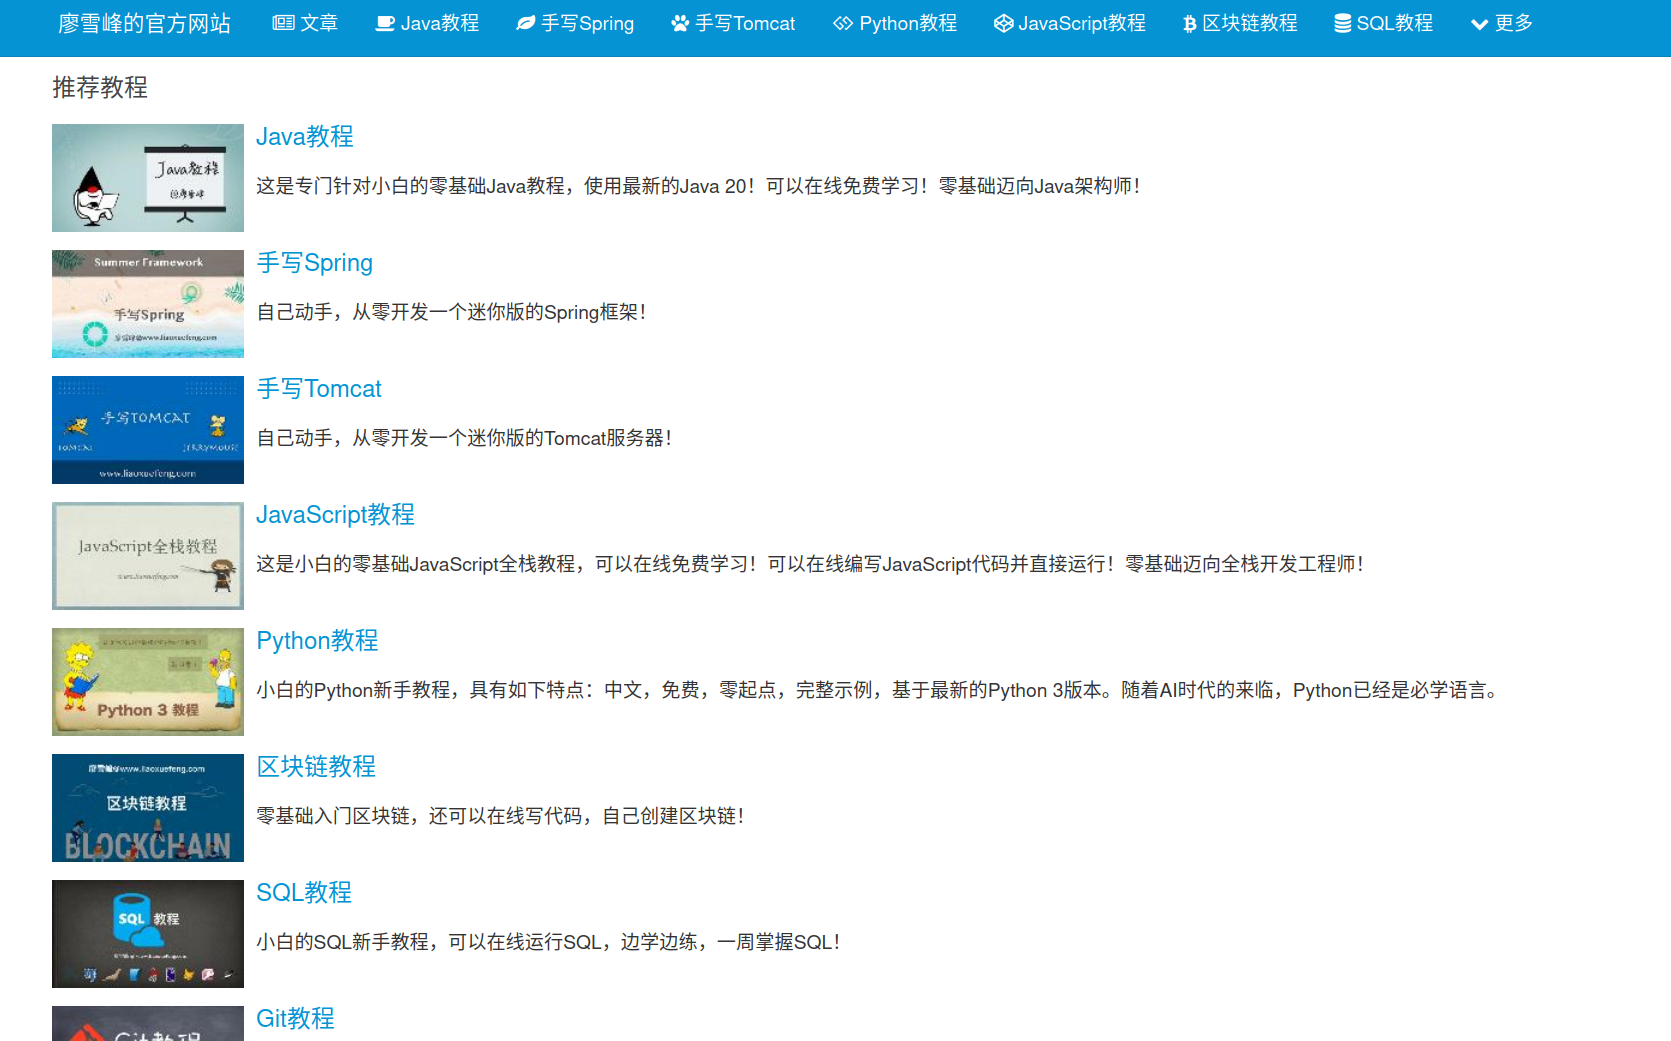 廖雪峰的官方网站 文章 Java教程 手写Spring 手写Tomcat Python教程 JavaScript教程 区块链教程 SQL教程 更多
推荐教程
Java教程
Java教程
这是专门针对小白的零基础Java教程，使用最新的Java 20！可以在线免费学习！零基础迈向Java架构师！
Summer Framework
手写Spring
廖雪峰@www.liaoxuefeng.com
手写Spring
自己动手，从零开发一个迷你版的Spring框架！
手写TOMCAT
TOMCAT
JERRYMOUSE
www.liaoxuefeng.com
手写Tomcat
自己动手，从零开发一个迷你版的Tomcat服务器！
JavaScript全栈教程
www.liaoxuefeng.com
JavaScript教程
这是小白的零基础JavaScript全栈教程，可以在线免费学习！可以在线编写JavaScript代码并直接运行！零基础迈向全栈开发工程师！
Python 3 教程
Python教程
小白的Python新手教程，具有如下特点：中文，免费，零起点，完整示例，基于最新的Python 3版本。随着AI时代的来临，Python已经是必学语言。
廖雪峰@www.liaoxuefeng.com
区块链教程
BLOCKCHAIN
区块链教程
零基础入门区块链，还可以在线写代码，自己创建区块链！
SQL 教程
SQL教程
小白的SQL新手教程，可以在线运行SQL，边学边练，一周掌握SQL！
Git教程
Git教程